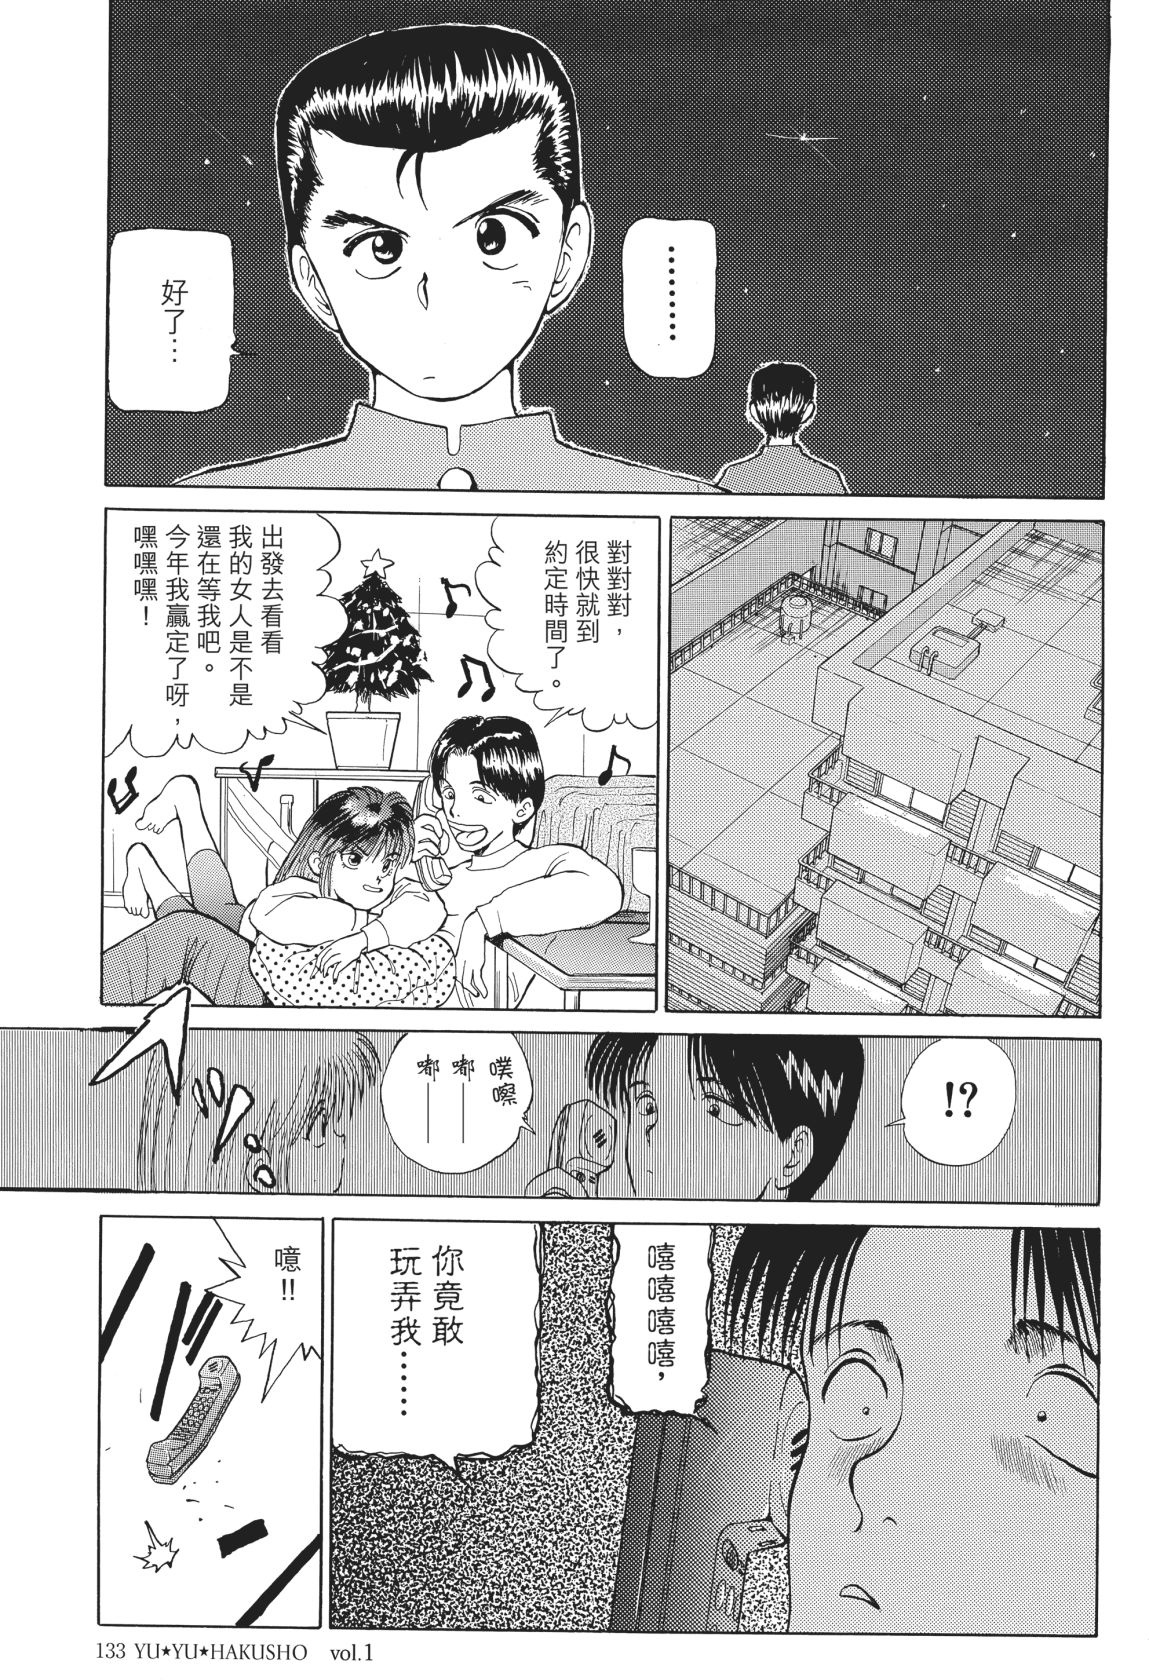 ………
好了…
對對對，
很快就到
約定時間了。
出發去看看
我的女人是不是
還在等我吧。
今年我贏定了呀，
嘿嘿嘿！
!?
噗嚓
嘟——
嘟——
嘻嘻嘻嘻，
你竟敢
玩弄我……
噫!!
133 YU★YU★HAKUSHO vol.1